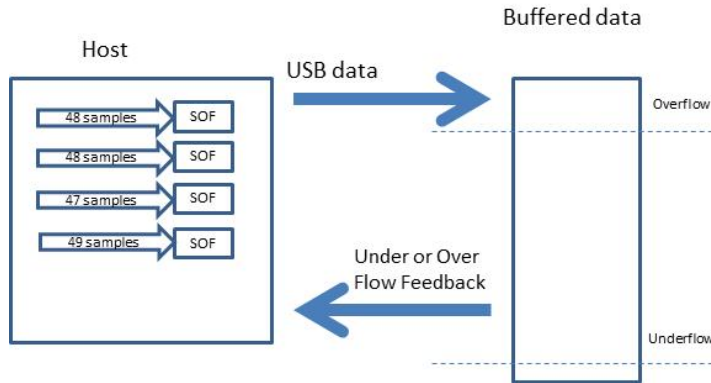 Buffered data
Host
USB data
48 samples SOF
Overflow
48 samples SOF
47 samples SOF
49 samples SOF
Under or Over
Flow Feedback
Underflow